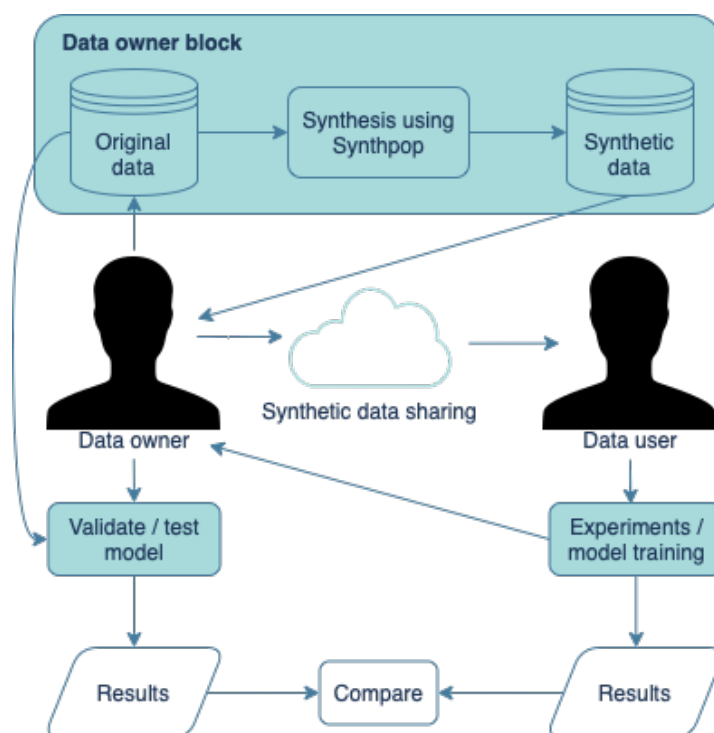 Data owner block
Original
data
Synthesis using
Synthpop
Synthetic
data
Synthetic data sharing
Data owner
Data user
Validate / test
model
Experiments /
model training
Results
Compare
Results